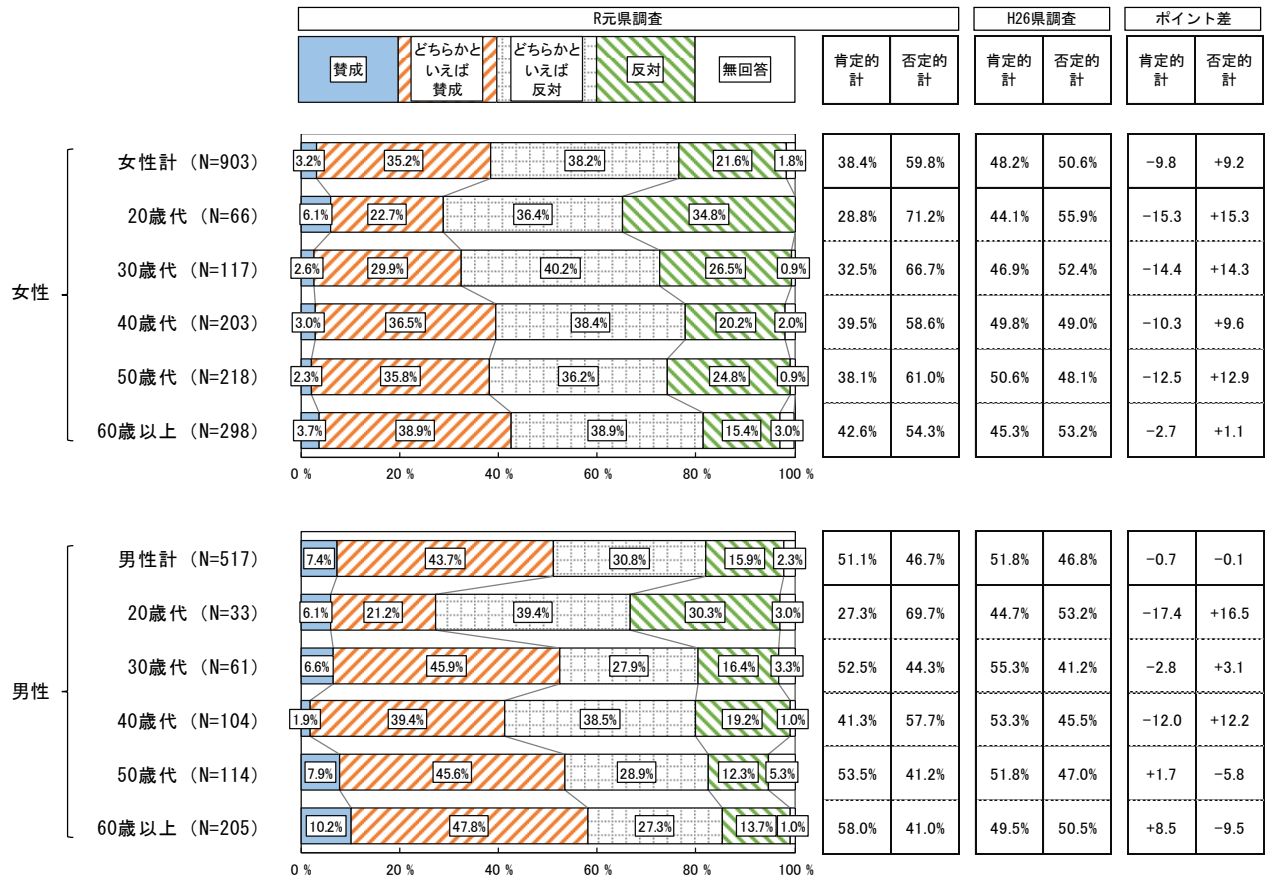 R元県調査 H26県調査 ポイント差
賛成 どちらかと いえば 賛成 どちらかと いえば 反対 反対 無回答 肯定的 計 否定的 計 肯定的 計 否定的 計 肯定的 計 否定的 計
女性
女性計 (N=903) 3.2% 35.2% 38.2% 21.6% 1.8% 38.4% 59.8% 48.2% 50.6% -9.8 +9.2
20歳代 (N=66) 6.1% 22.7% 36.4% 34.8% 28.8% 71.2% 44.1% 55.9% -15.3 +15.3
30歳代 (N=117) 2.6% 29.9% 40.2% 26.5% 0.9% 32.5% 66.7% 46.9% 52.4% -14.4 +14.3
40歳代 (N=203) 3.0% 36.5% 38.4% 20.2% 2.0% 39.5% 58.6% 49.8% 49.0% -10.3 +9.6
50歳代 (N=218) 2.3% 35.8% 36.2% 24.8% 0.9% 38.1% 61.0% 50.6% 48.1% -12.5 +12.9
60歳以上 (N=298) 3.7% 38.9% 38.9% 15.4% 3.0% 42.6% 54.3% 45.3% 53.2% -2.7 +1.1
0 % 20 % 40 % 60 % 80 % 100 %
男性
男性計 (N=517) 7.4% 43.7% 30.8% 15.9% 2.3% 51.1% 46.7% 51.8% 46.8% -0.7 -0.1
20歳代 (N=33) 6.1% 21.2% 39.4% 30.3% 3.0% 27.3% 69.7% 44.7% 53.2% -17.4 +16.5
30歳代 (N=61) 6.6% 45.9% 27.9% 16.4% 3.3% 52.5% 44.3% 55.3% 41.2% -2.8 +3.1
40歳代 (N=104) 1.9% 39.4% 38.5% 19.2% 1.0% 41.3% 57.7% 53.3% 45.5% -12.0 +12.2
50歳代 (N=114) 7.9% 45.6% 28.9% 12.3% 5.3% 53.5% 41.2% 51.8% 47.0% +1.7 -5.8
60歳以上 (N=205) 10.2% 47.8% 27.3% 13.7% 1.0% 58.0% 41.0% 49.5% 50.5% +8.5 -9.5
0 % 20 % 40 % 60 % 80 % 100 %